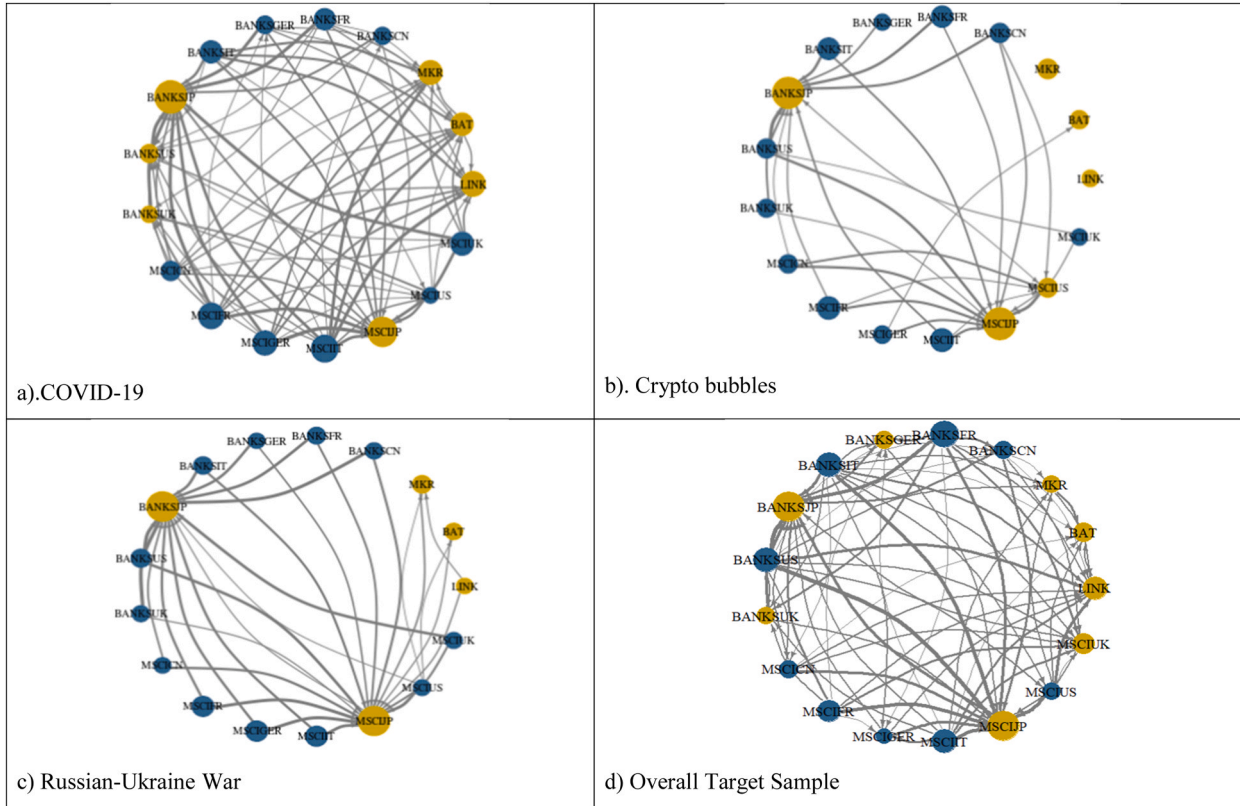 BANKSFR
BANKSGER
BANKSCN
BANKSIT
MKR
BANKSJP
BAT
BANKSUS
LINK
BANKSUK
MSCIUK
MSCICN
MSCIUS
MSCIFR
MSCIJP
MSCIGER
MSCIIT
a).COVID-19
BANKSFR
BANKSGER
BANKSCN
BANKSIT
MKR
BANKSJP
BAT
BANKSUS
LINK
BANKSUK
MSCIUK
MSCICN
MSCIUS
MSCIFR
MSCIJP
MSCIGER
MSCIIT
b). Crypto bubbles
BANKSFR
BANKSGER
BANKSCN
BANKSIT
MKR
BANKSJP
BAT
BANKSUS
LINK
BANKSUK
MSCIUK
MSCICN
MSCIUS
MSCIFR
MSCIJP
MSCIGER
MSCIIT
c) Russian-Ukraine War
BANKSFR
BANKSGER
BANKSCN
BANKSIT
MKR
BANKSJP
BAT
BANKSUS
LINK
BANKSUK
MSCIUK
MSCICN
MSCIUS
MSCIFR
MSCIJP
MSCIGER
MSCIIT
d) Overall Target Sample